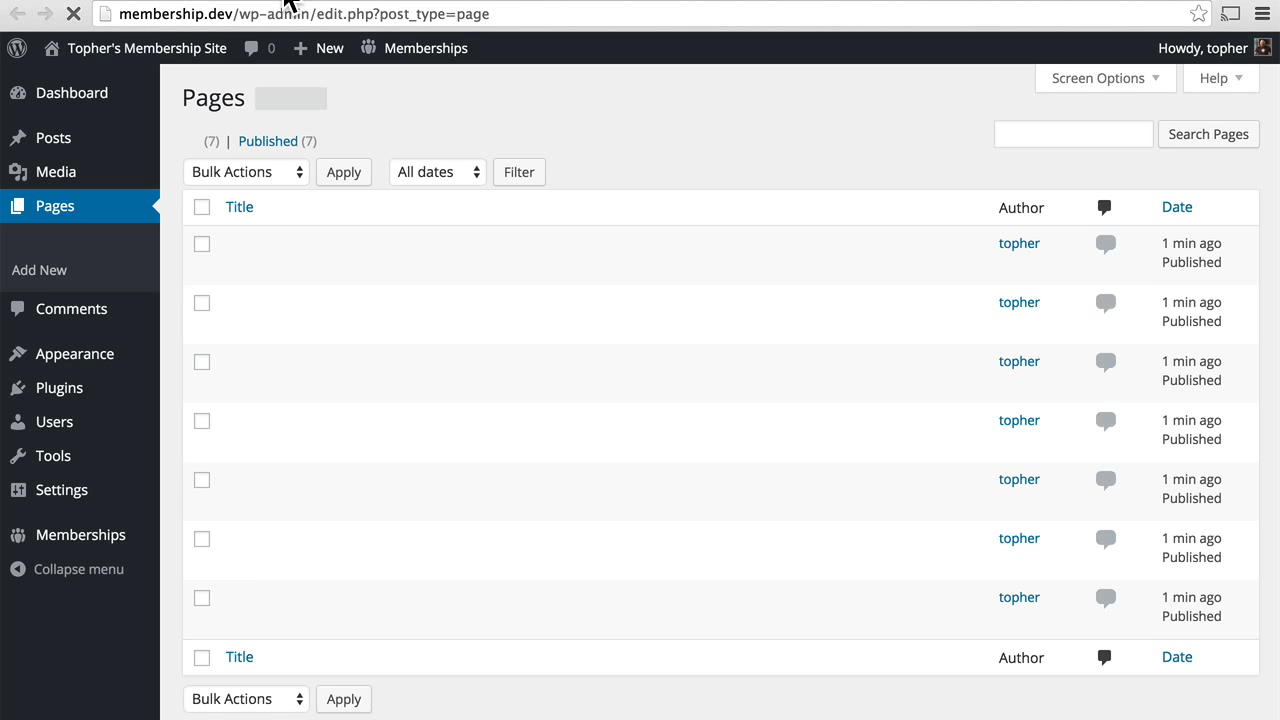 membership.dev/wp-admin/edit.php?post_type=page
Topher's Membership Site 0 New Memberships Howdy, topher
Screen Options Help
Dashboard
Posts
Media
Pages
Add New
Comments
Appearance
Plugins
Users
Tools
Settings
Memberships
Collapse menu
Pages
(7) | Published (7)
Search Pages
Bulk Actions Apply All dates Filter
Title Author Date
topher 1 min ago
Published
topher 1 min ago
Published
topher 1 min ago
Published
topher 1 min ago
Published
topher 1 min ago
Published
topher 1 min ago
Published
topher 1 min ago
Published
Title Author Date
Bulk Actions Apply